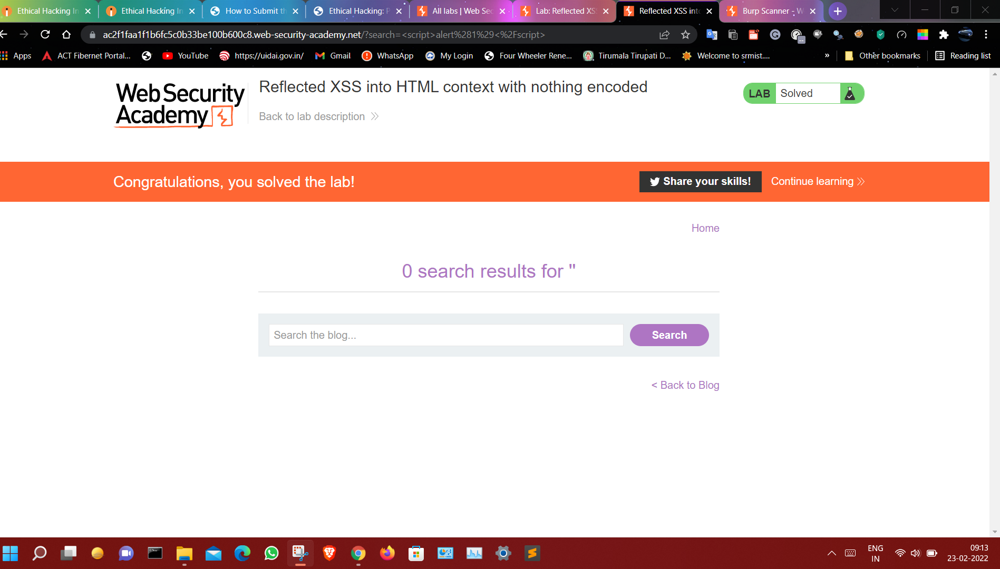 Ethical Hacking In
Ethical Hacking In
How to Submit th
Ethical Hacking: P
All labs | Web Sec
Lab: Reflected XS
Reflected XSS into
Burp Scanner - W
ac2f1faa1f1b6fc5c0b33be100b600c8.web-security-academy.net/?search=<script>alert%281%29<%2Fscript>
Apps
ACT Fibernet Portal...
YouTube
https://uidai.gov.in/
Gmail
WhatsApp
My Login
Four Wheeler Rene...
Tirumala Tirupati D...
Welcome to srmist....
»
Other bookmarks
Reading list
Web Security
Academy
Reflected XSS into HTML context with nothing encoded
Back to lab description
LAB Solved
Congratulations, you solved the lab!
Share your skills!
Continue learning
Home
0 search results for ''
Search the blog...
Search
< Back to Blog
ENG
IN
09:13
23-02-2022